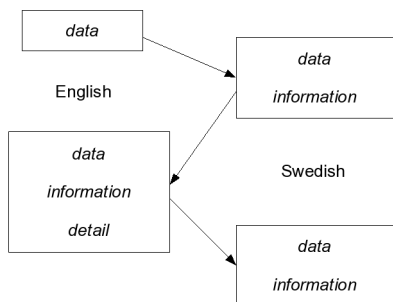 data
data
information
English
data
information
detail
Swedish
data
information